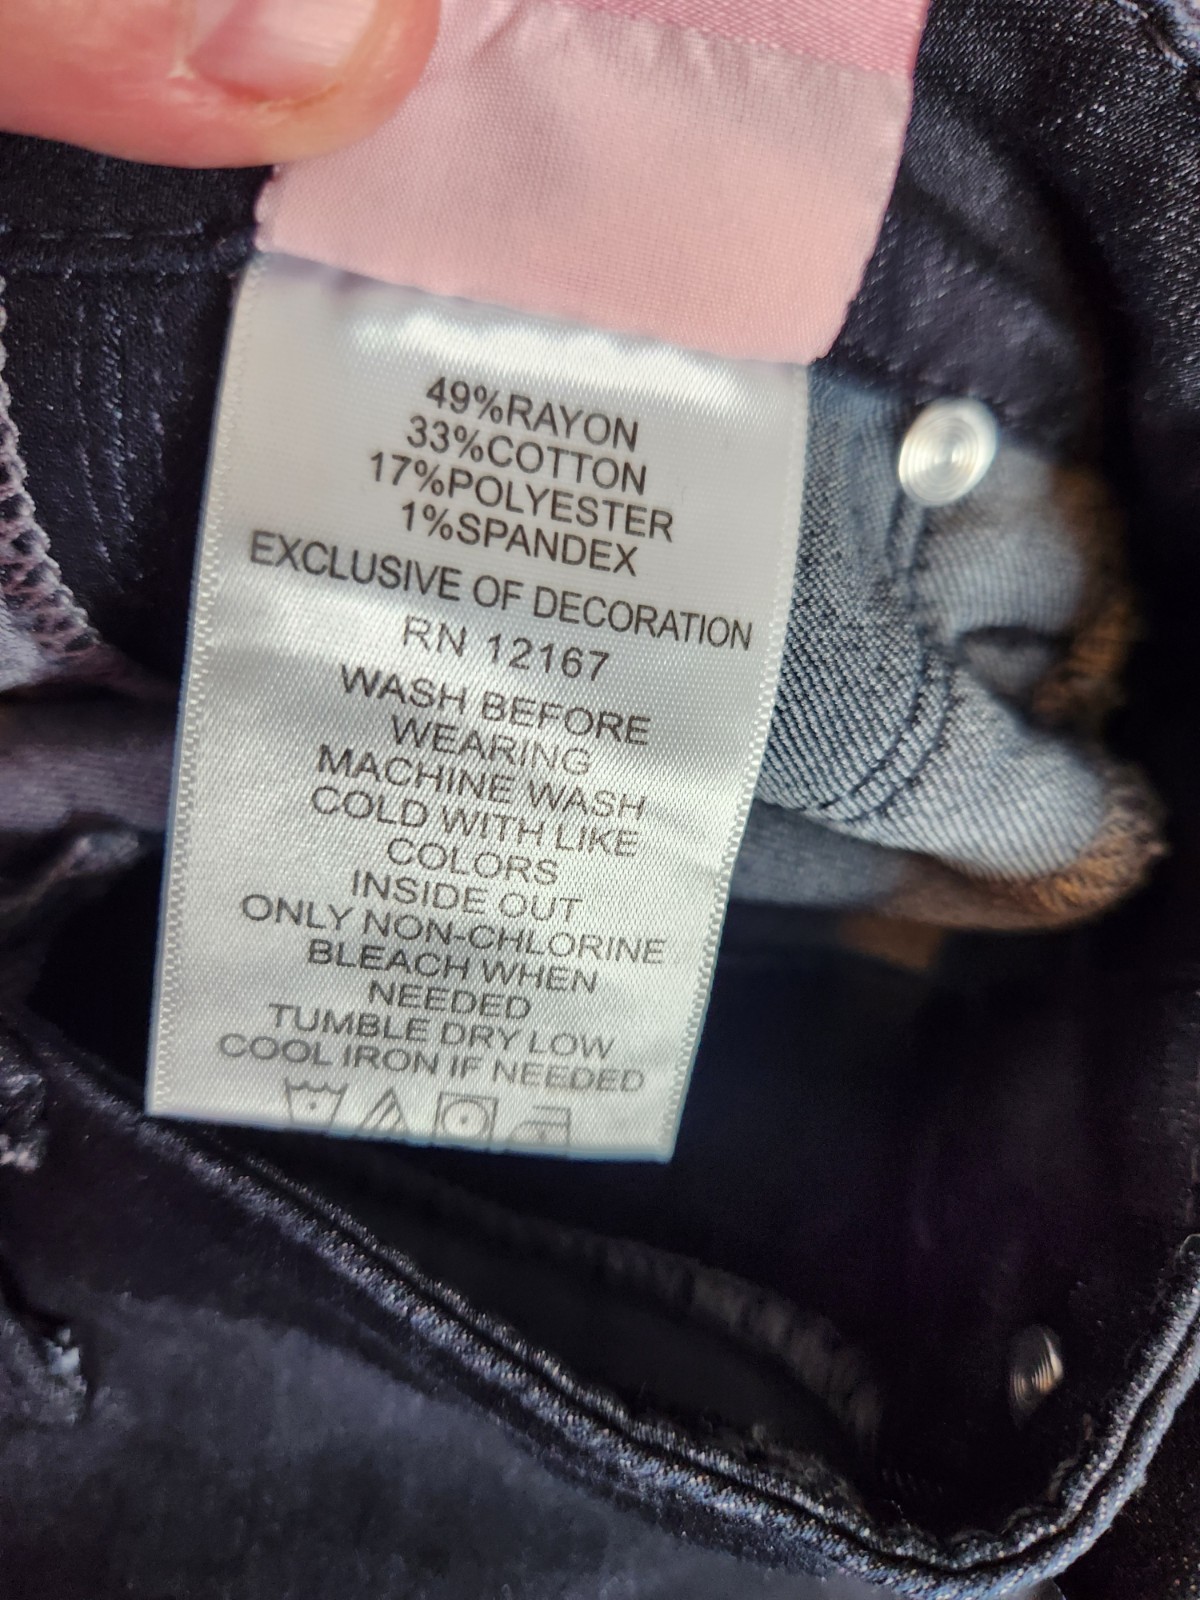 49%RAYON
33%COTTON
17%POLYESTER
1%SPANDEX
EXCLUSIVE OF DECORATION
RN 12167
WASH BEFORE
WEARING
MACHINE WASH
COLD WITH LIKE
COLORS
INSIDE OUT
ONLY NON-CHLORINE
BLEACH WHEN
NEEDED
TUMBLE DRY LOW
COOL IRON IF NEEDED